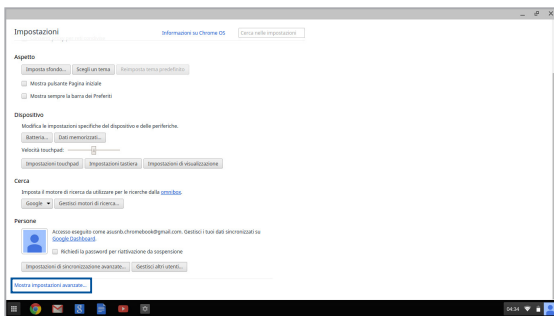 Impostazioni
Informazioni su Chrome OS
Cerca nelle impostazioni
Aspetto
Imposta sfondo... Scegli un tema Reimposta tema predefinito
Mostra pulsante Pagina iniziale
Mostra sempre la barra dei Preferiti
Dispositivo
Modifica le impostazioni specifiche del dispositivo e delle periferiche.
Batteria... Dati memorizzati...
Velocità touchpad:
Impostazioni touchpad Impostazioni tastiera Impostazioni di visualizzazione
Cerca
Imposta il motore di ricerca da utilizzare per le ricerche dalla omnibox.
Google Gestisci motori di ricerca...
Persone
Accesso eseguito come asusnb.chromebook@gmail.com. Gestisci i tuoi dati sincronizzati su
Google Dashboard.
Richiedi la password per riattivazione da sospensione
Impostazioni di sincronizzazione avanzate... Gestisci altri utenti...
Mostra impostazioni avanzate...
04:34